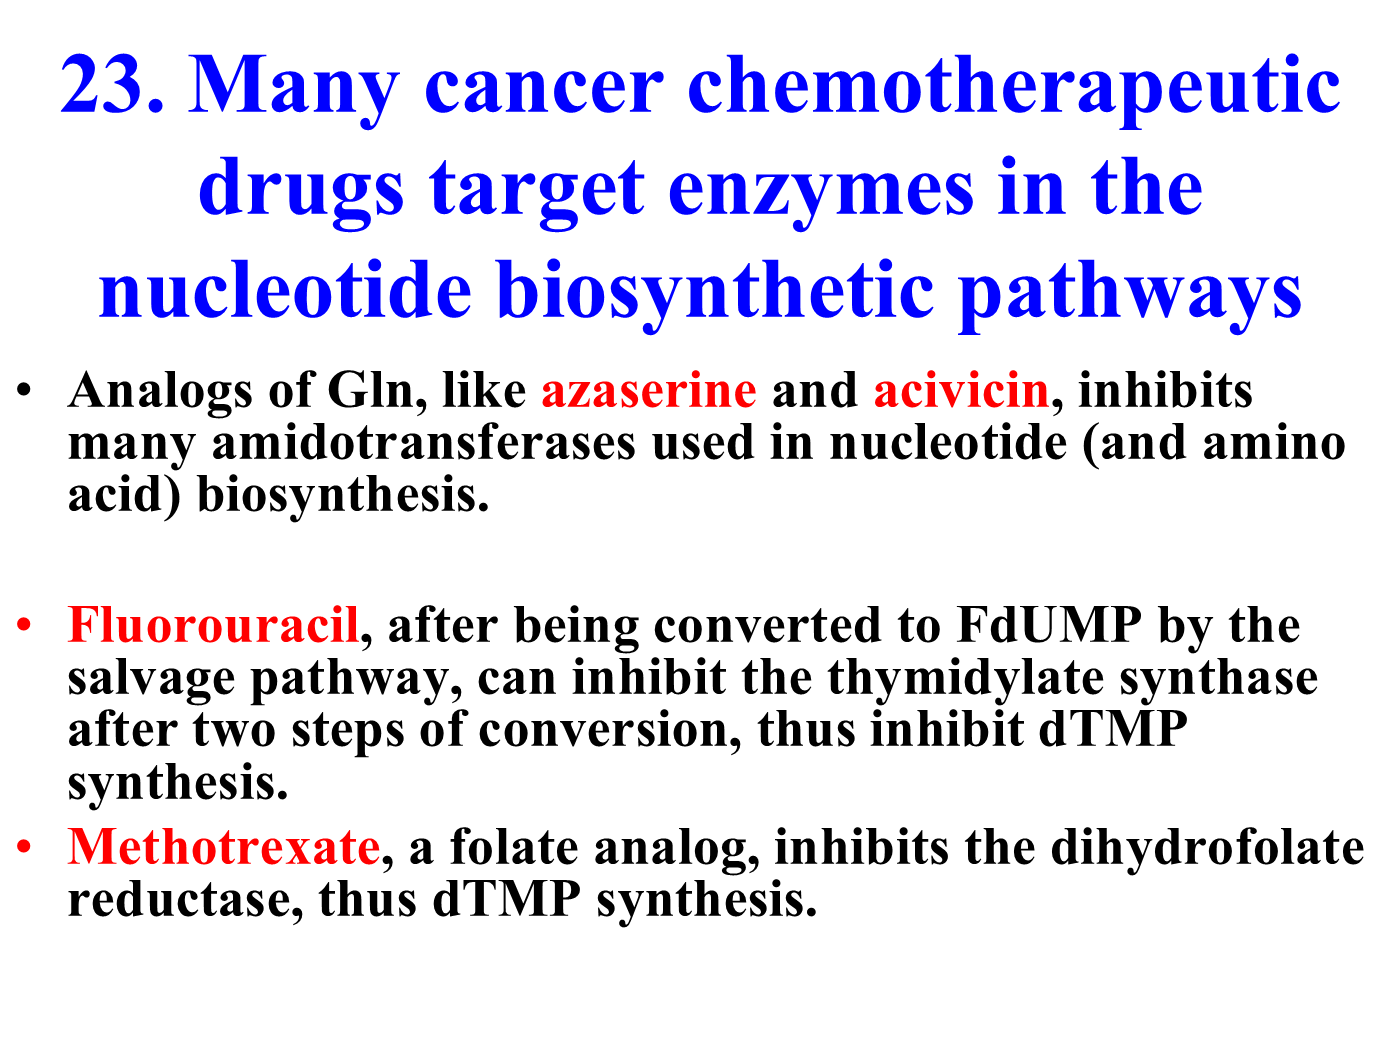 23. Many cancer chemotherapeutic
drugs target enzymes in the
nucleotide biosynthetic pathways
• Analogs of Gln, like azaserine and acivicin, inhibits
many amidotransferases used in nucleotide (and amino
acid) biosynthesis.
• Fluorouracil, after being converted to FdUMP by the
salvage pathway, can inhibit the thymidylate synthase
after two steps of conversion, thus inhibit dTMP
synthesis.
• Methotrexate, a folate analog, inhibits the dihydrofolate
reductase, thus dTMP synthesis.